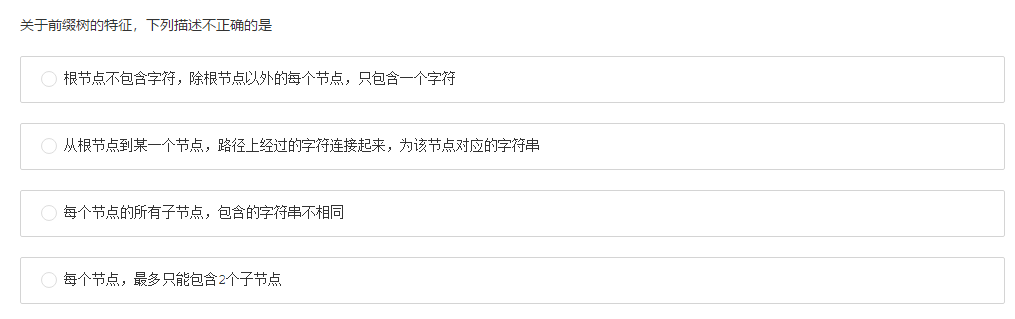 关于前缀树的特征，下列描述不正确的是
根节点不包含字符，除根节点以外的每个节点，只包含一个字符
从根节点到某一个节点，路径上经过的字符连接起来，为该节点对应的字符串
每个节点的所有子节点，包含的字符串不相同
每个节点，最多只能包含2个子节点